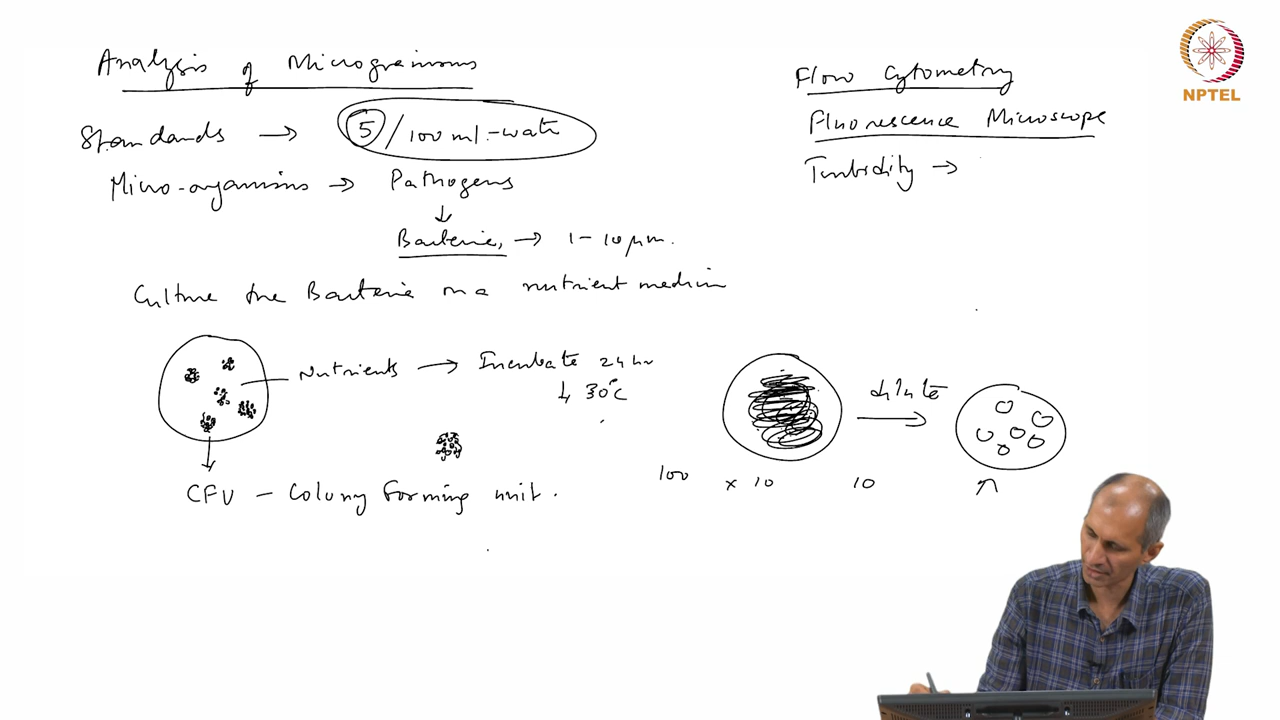 Analysis of Microgranisms
Standards → 5/100 ml-wate
Micro-organisms → Pathogens
↓
Bacteria, → 1-10 μm.
Culture the Bacteria on a nutrient medium
Nutrients → Incubate 24 hr
↳ 30°C
CFU - Colony Forming unit.
Flow Cytometry
Fluorescence Microscope
Turbidity →
dilute
100 x 10 10
NPTEL